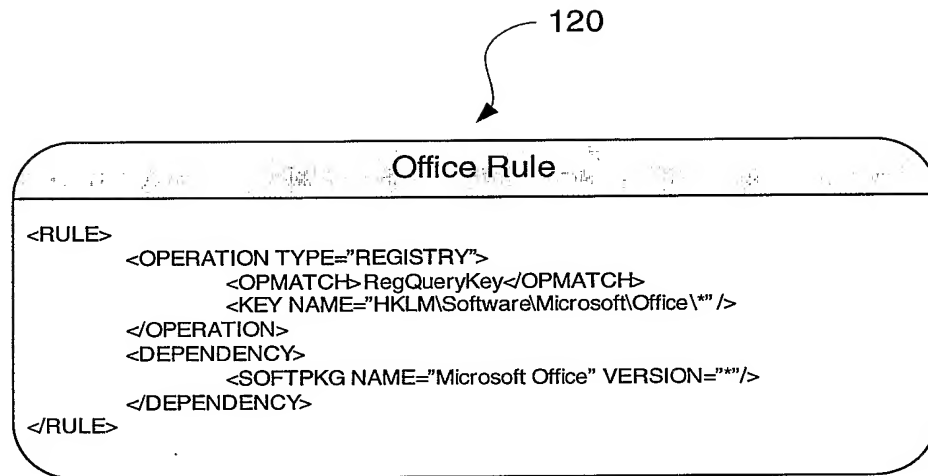 120
Office Rule
<RULE>
<OPERATION TYPE=”REGISTRY”>
<OPMATCH>RegQueryKey</OPMATCH>
<KEY NAME=”HKLM\Software\Microsoft\Office\*” />
</OPERATION>
<DEPENDENCY>
<SOFTPKG NAME=”Microsoft Office” VERSION=”*”/>
</DEPENDENCY>
</RULE>